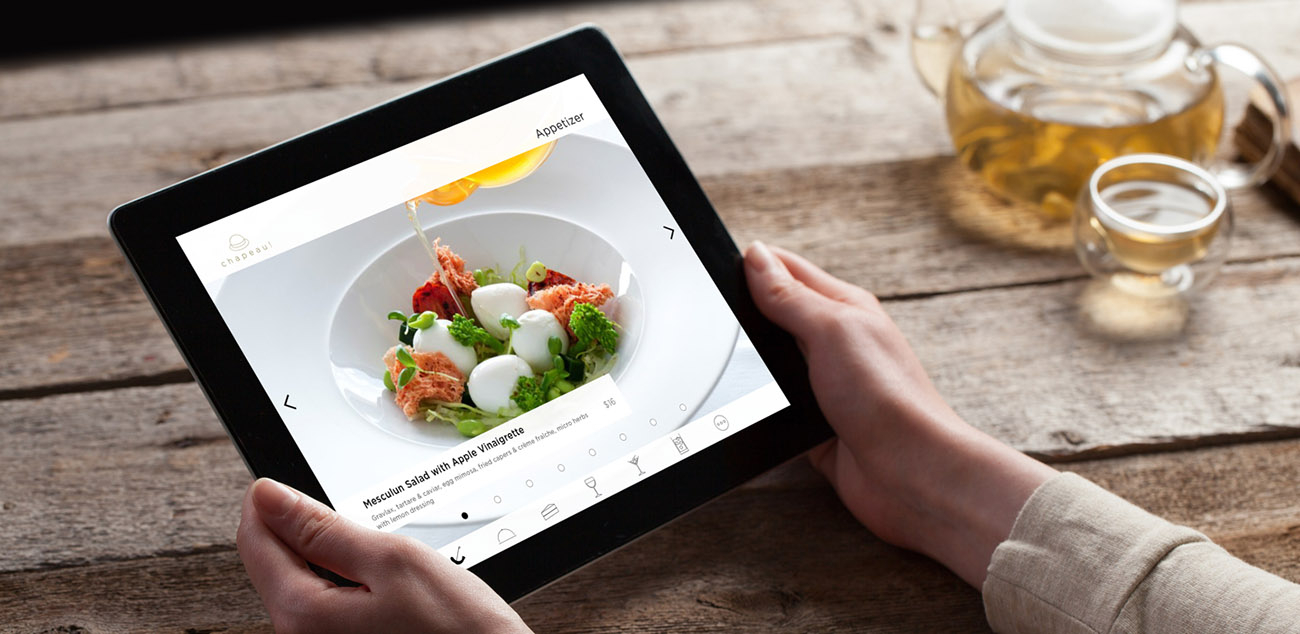 Appetizer
chapeau!
Mesculun Salad with Apple Vinaigrette
$16
Gravlax, tartare & caviar, egg mimosa, fried capers & crème fraîche, micro herbs
with lemon dressing